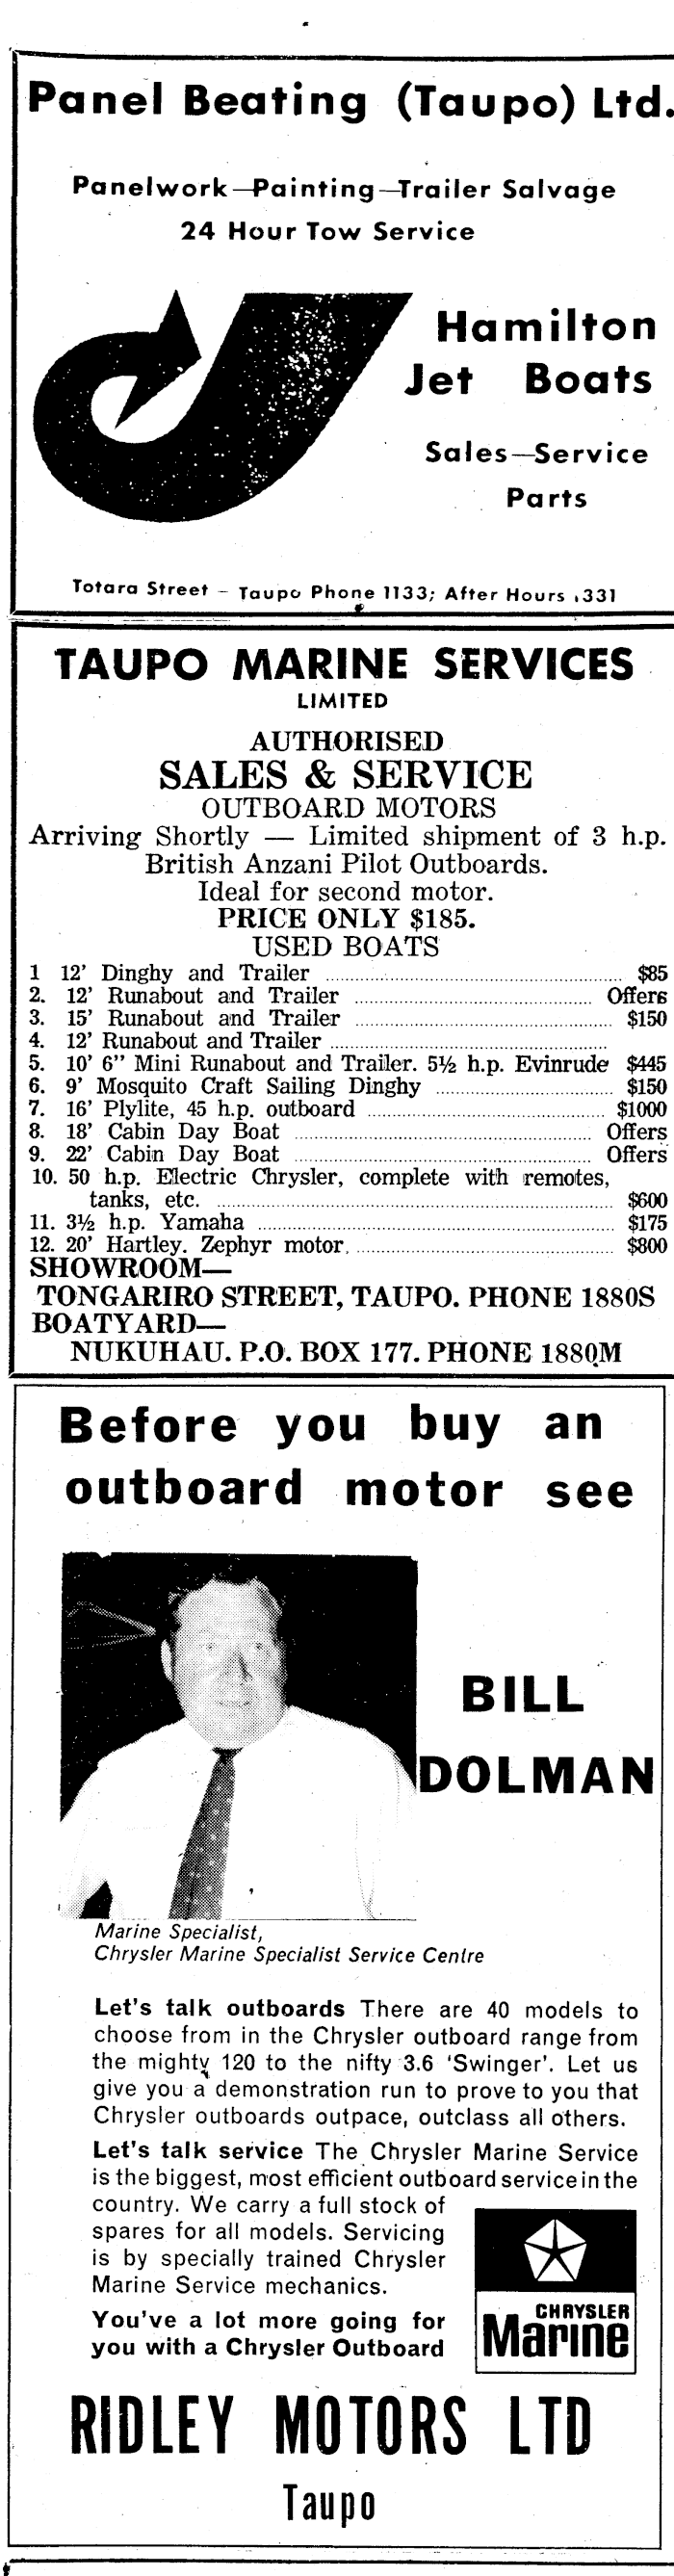 Panel Beating (Taupo) Ltd.
Panelwork—Painting—Trailer Salvage
24 Hour Tow Service
Hamilton
Jet Boats
Sales—Service
Parts
Totara Street – Taupo Phone 1133; After Hours 1331
TAUPO MARINE SERVICES
LIMITED
AUTHORISED
SALES & SERVICE
OUTBOARD MOTORS
Arriving Shortly — Limited shipment of 3 h.p.
British Anzani Pilot Outboards.
Ideal for second motor.
PRICE ONLY $185.
USED BOATS
1 12' Dinghy and Trailer ........ $85
2. 12' Runabout and Trailer ........ Offers
3. 15' Runabout and Trailer ........ $150
4. 12' Runabout and Trailer ........
5. 10' 6" Mini Runabout and Trailer. 5½ h.p. Evinrude $445
6. 9' Mosquito Craft Sailing Dinghy ........ $150
7. 16' Plylite, 45 h.p. outboard ........ $1000
8. 18' Cabin Day Boat ........ Offers
9. 22' Cabin Day Boat ........ Offers
10. 50 h.p. Electric Chrysler, complete with remotes,
tanks, etc. ........ $600
11. 3½ h.p. Yamaha ........ $175
12. 20' Hartley. Zephyr motor. ........ $800
SHOWROOM—
TONGARIRO STREET, TAUPO. PHONE 1880S
BOATYARD—
NUKUHAU. P.O. BOX 177. PHONE 1880M
Before you buy an
outboard motor see
BILL
DOLMAN
Marine Specialist,
Chrysler Marine Specialist Service Centre
Let's talk outboards There are 40 models to
choose from in the Chrysler outboard range from
the mighty 120 to the nifty 3.6 'Swinger'. Let us
give you a demonstration run to prove to you that
Chrysler outboards outpace, outclass all others.
Let's talk service The Chrysler Marine Service
is the biggest, most efficient outboard service in the
country. We carry a full stock of
spares for all models. Servicing
is by specially trained Chrysler
Marine Service mechanics.
You've a lot more going for
you with a Chrysler Outboard
CHRYSLER
Marine
RIDLEY MOTORS LTD
Taupo